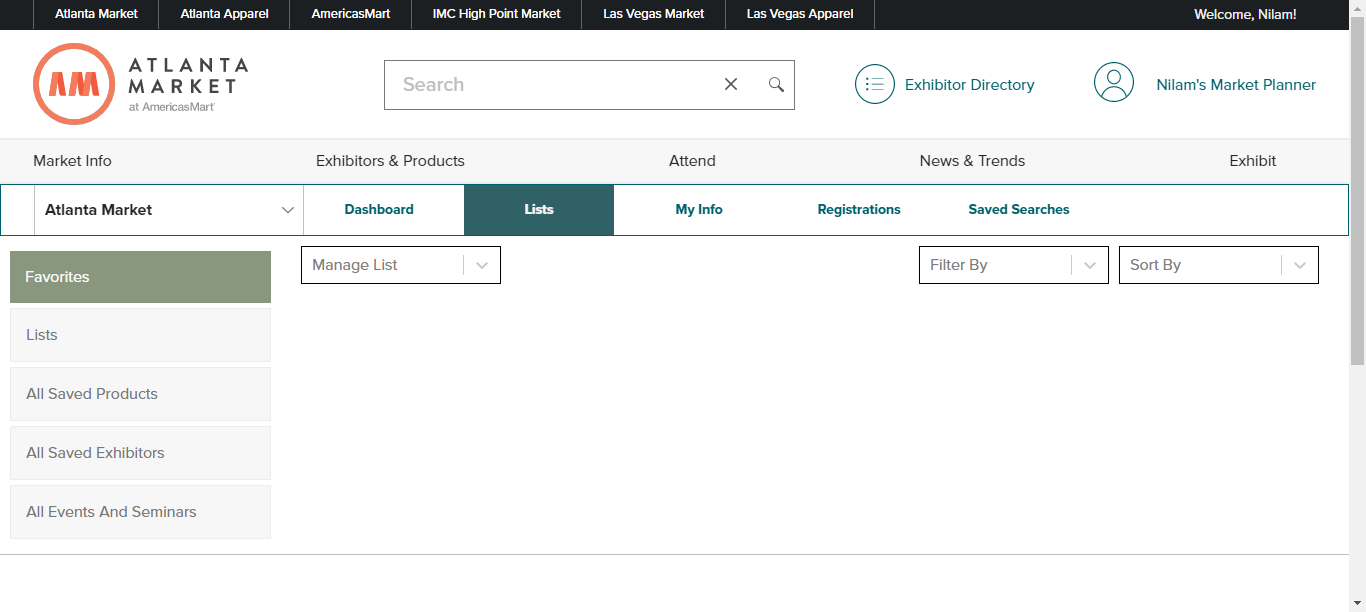 Atlanta Market Atlanta Apparel AmericasMart IMC High Point Market Las Vegas Market Las Vegas Apparel Welcome, Nilam!
AM ATLANTA
MARKET
at AmericasMart
Search
Exhibitor Directory
Nilam's Market Planner
Market Info Exhibitors & Products Attend News & Trends Exhibit
Atlanta Market Dashboard Lists My Info Registrations Saved Searches
Favorites
Manage List Filter By Sort By
Lists
All Saved Products
All Saved Exhibitors
All Events And Seminars